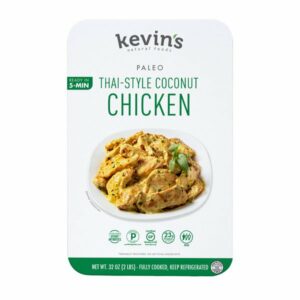 kevin's
natural foods
PALEO
READY IN
5-MIN
THAI-STYLE COCONUT
CHICKEN
NET WT. 32 OZ (2 LBS) - FULLY COOKED, KEEP REFRIGERATED